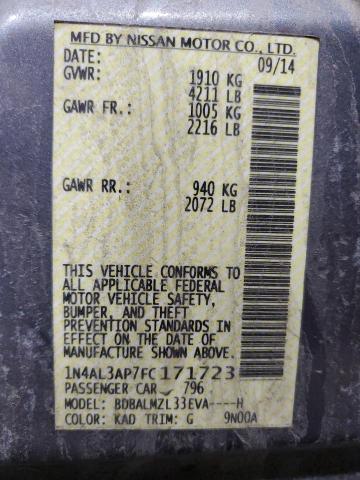 MFD BY NISSAN MOTOR CO., LTD.
DATE: 09/14
GVWR: 1910 KG
4211 LB
GAWR FR.: 1005 KG
2216 LB
GAWR RR.: 940 KG
2072 LB
THIS VEHICLE CONFORMS TO
ALL APPLICABLE FEDERAL
MOTOR VEHICLE SAFETY,
BUMPER, AND THEFT
PREVENTION STANDARDS IN
EFFECT ON THE DATE OF
MANUFACTURE SHOWN ABOVE.
1N4AL3AP7FC171723
PASSENGER CAR 796
MODEL: BDBALMZL33EVA----H
COLOR: KAD TRIM: G 9N00A